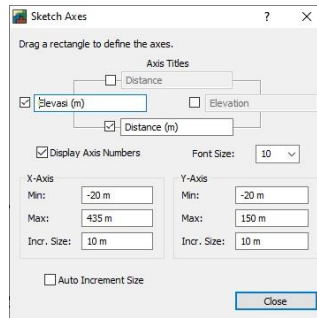 Sketch Axes ? ×
Drag a rectangle to define the axes.
Axis Titles
Distance
Elevasi (m)
Elevation
Distance (m)
Display Axis Numbers
Font Size: 10
X-Axis
Min: -20 m
Max: 435 m
Incr. Size: 10 m
Y-Axis
Min: -20 m
Max: 150 m
Incr. Size: 10 m
Auto Increment Size
Close